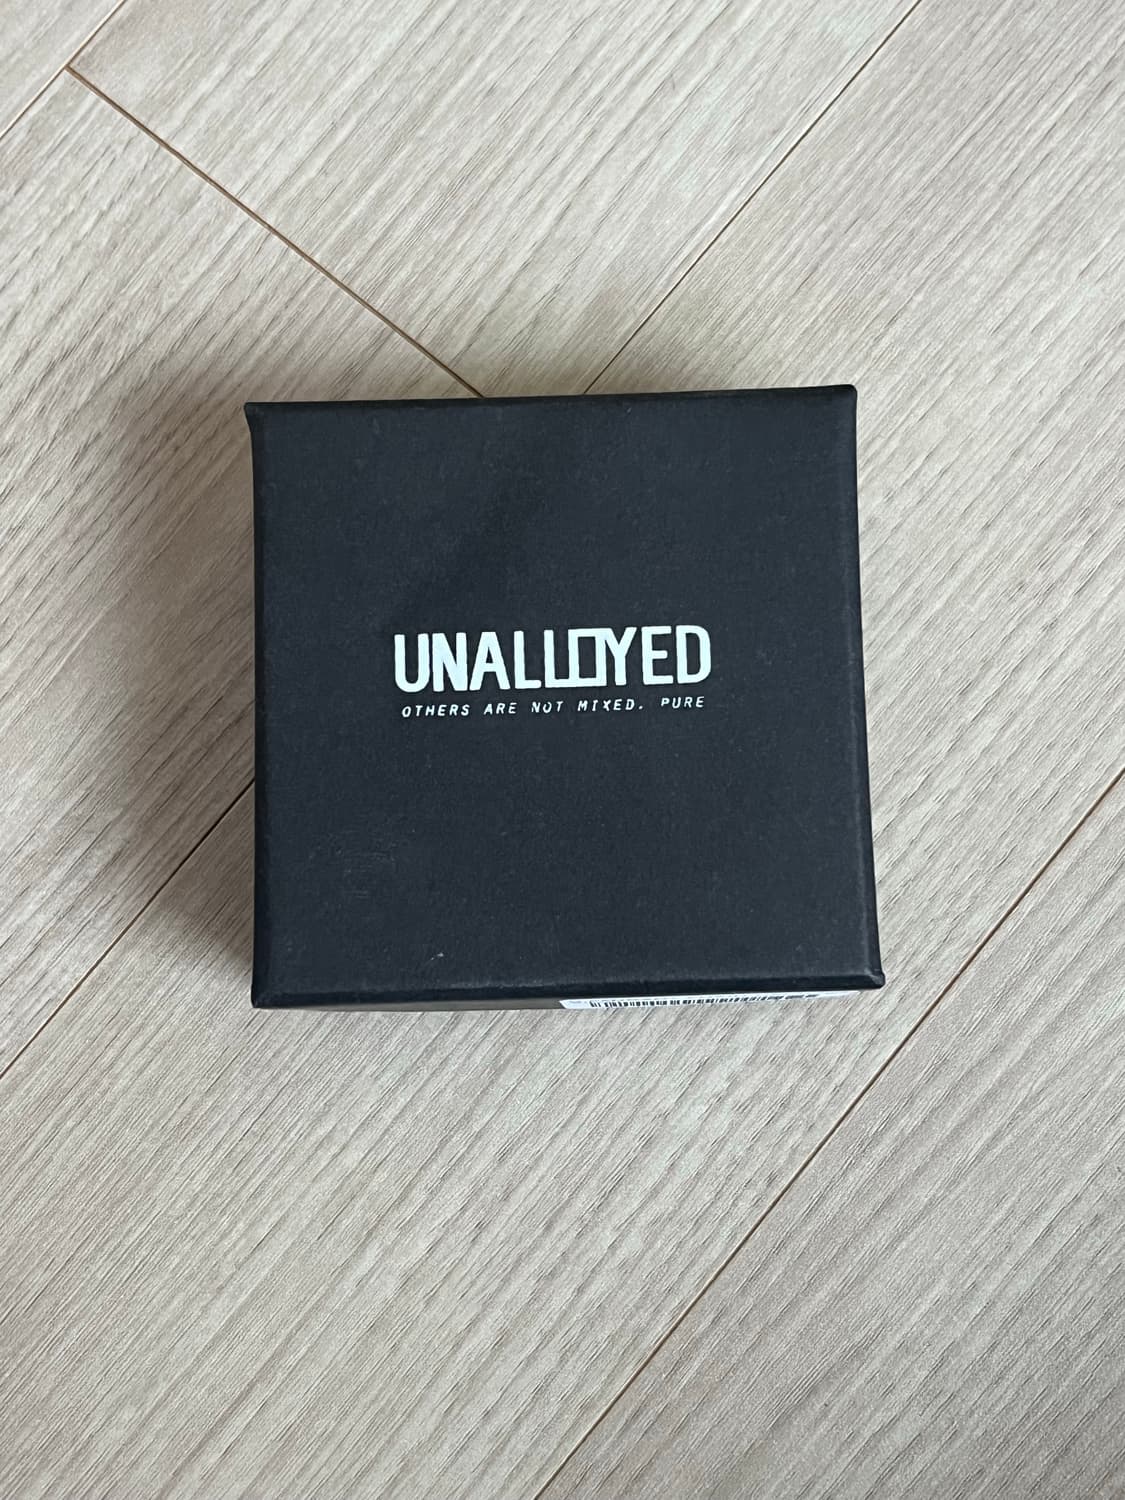 UNALLOYED
OTHERS ARE NOT MIXED. PURE